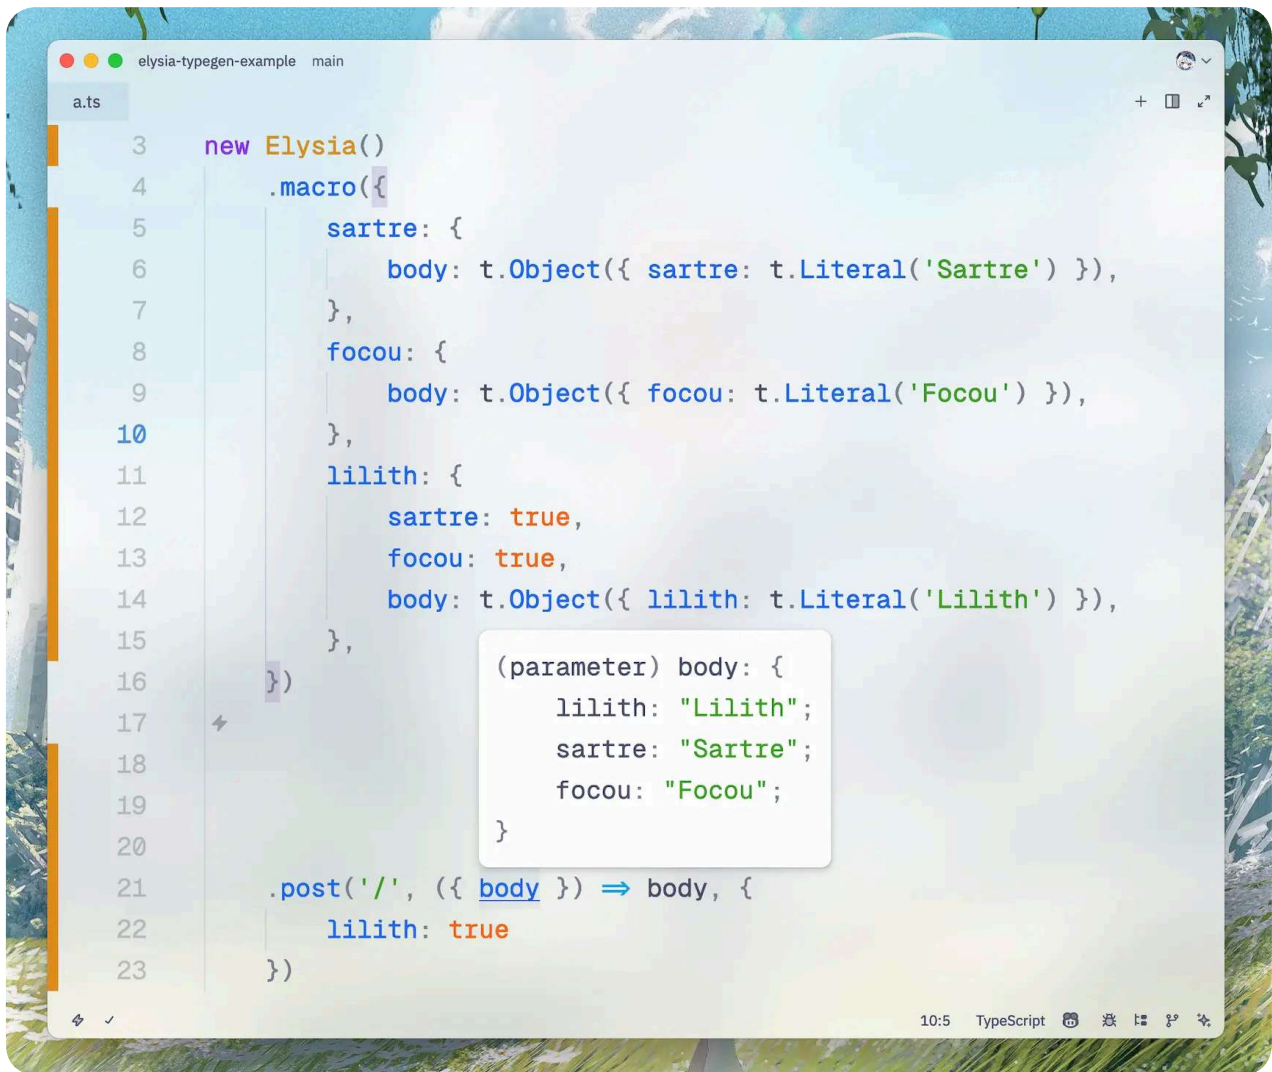 elysia-typegen-example main
a.ts
3 new Elysia()
4 .macro({
5 sartre: {
6 body: t.Object({ sartre: t.Literal('Sartre') }),
7 },
8 focou: {
9 body: t.Object({ focou: t.Literal('Focou') }),
10 },
11 lilith: {
12 sartre: true,
13 focou: true,
14 body: t.Object({ lilith: t.Literal('Lilith') }),
15 },
16 })
17
18
19
20
(parameter) body: {
lilith: "Lilith";
sartre: "Sartre";
focou: "Focou";
}
21 .post('/', ({ body }) => body, {
22 lilith: true
23 })
10:5 TypeScript